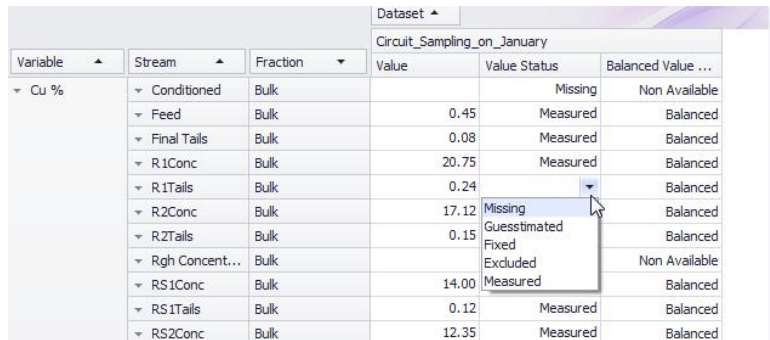 Dataset
Circuit_Sampling_on_January
Variable Stream Fraction Value Value Status Balanced Value ...
Cu % Conditioned Bulk Missing Non Available
Feed Bulk 0.45 Measured Balanced
Final Tails Bulk 0.08 Measured Balanced
R1Conc Bulk 20.75 Measured Balanced
R1Tails Bulk 0.24 Balanced
R2Conc Bulk 17.12 Missing Balanced
Guesstimated
R2Tails Bulk 0.15 Fixed Balanced
Rgh Concent... Bulk Excluded Non Available
RS1Conc Bulk 14.00 Measured Balanced
RS1Tails Bulk 0.12 Measured Balanced
RS2Conc Bulk 12.35 Measured Balanced